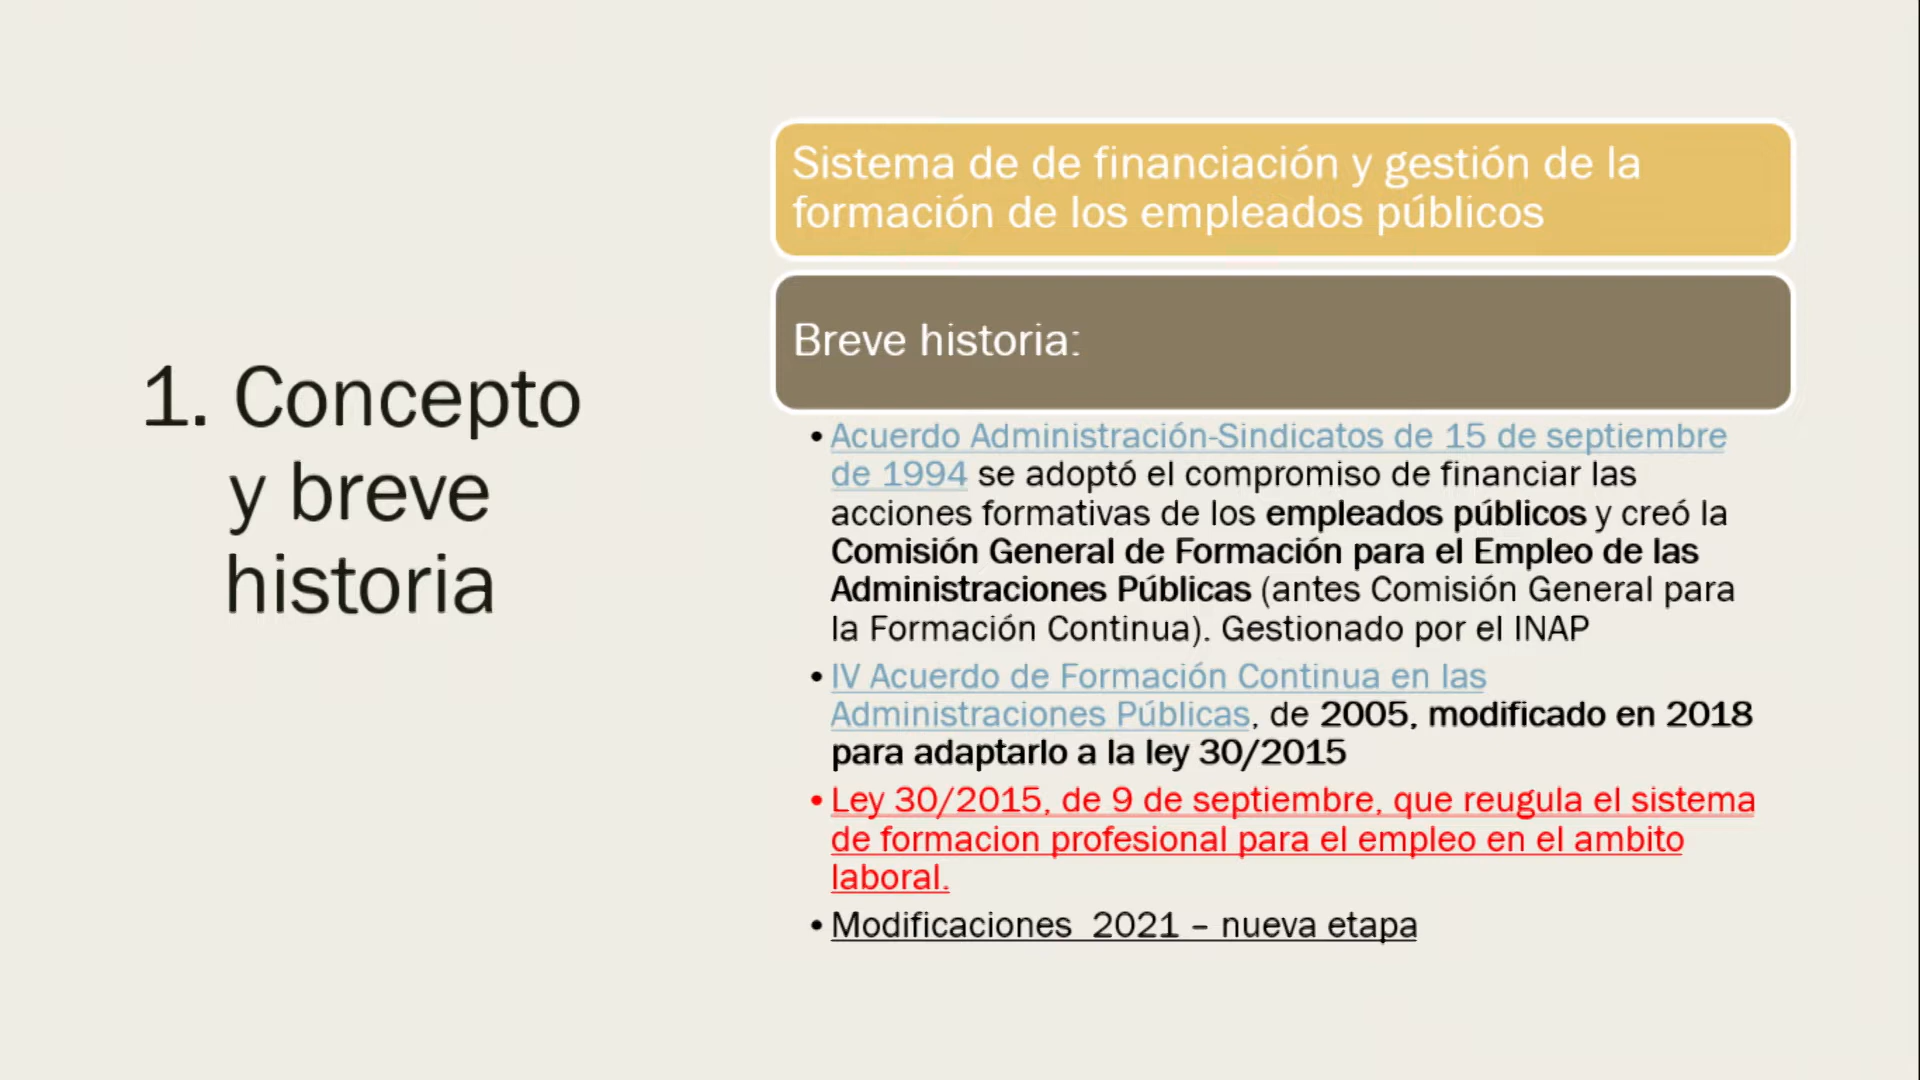 1. Concepto
y breve
historia
Sistema de de financiación y gestión de la
formación de los empleados públicos
Breve historia:
• Acuerdo Administración-Sindicatos de 15 de septiembre
de 1994 se adoptó el compromiso de financiar las
acciones formativas de los empleados públicos y creó la
Comisión General de Formación para el Empleo de las
Administraciones Públicas (antes Comisión General para
la Formación Continua). Gestionado por el INAP
• IV Acuerdo de Formación Continua en las
Administraciones Públicas, de 2005, modificado en 2018
para adaptarlo a la ley 30/2015
• Ley 30/2015, de 9 de septiembre, que reugula el sistema
de formacion profesional para el empleo en el ambito
laboral.
• Modificaciones  2021 – nueva etapa